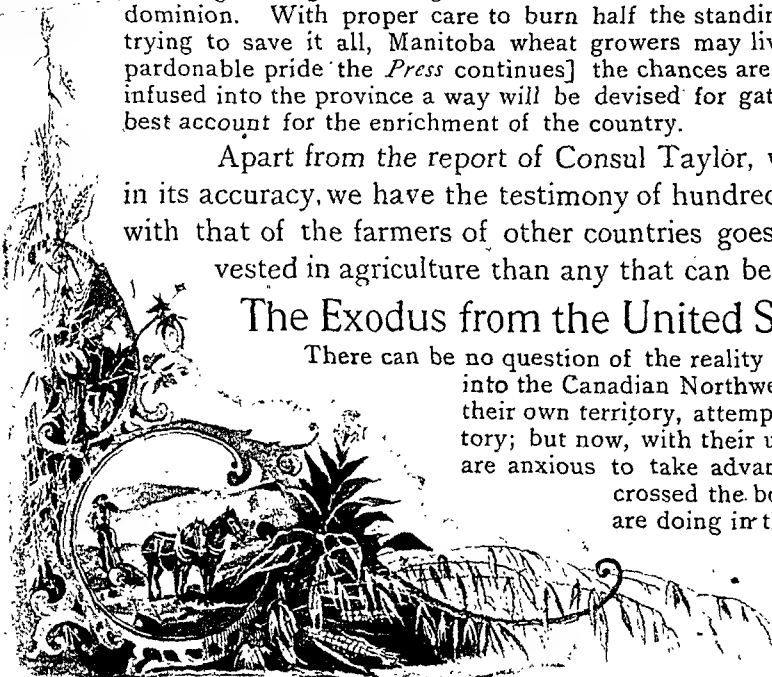 dominion. With proper care to burn half the standin
trying to save it all, Manitoba wheat growers may liv
pardonable pride the Press continues] the chances are
infused into the province a way will be devised for gat
best account for the enrichment of the country.
Apart from the report of Consul Taylor,
in its accuracy, we have the testimony of hundred
with that of the farmers of other countries goes
vested in agriculture than any that can be
The Exodus from the United S
There can be no question of the reality
into the Canadian Northwe
their own territory, attemp
tory; but now, with their u
are anxious to take advan
crossed the bo
are doing in t